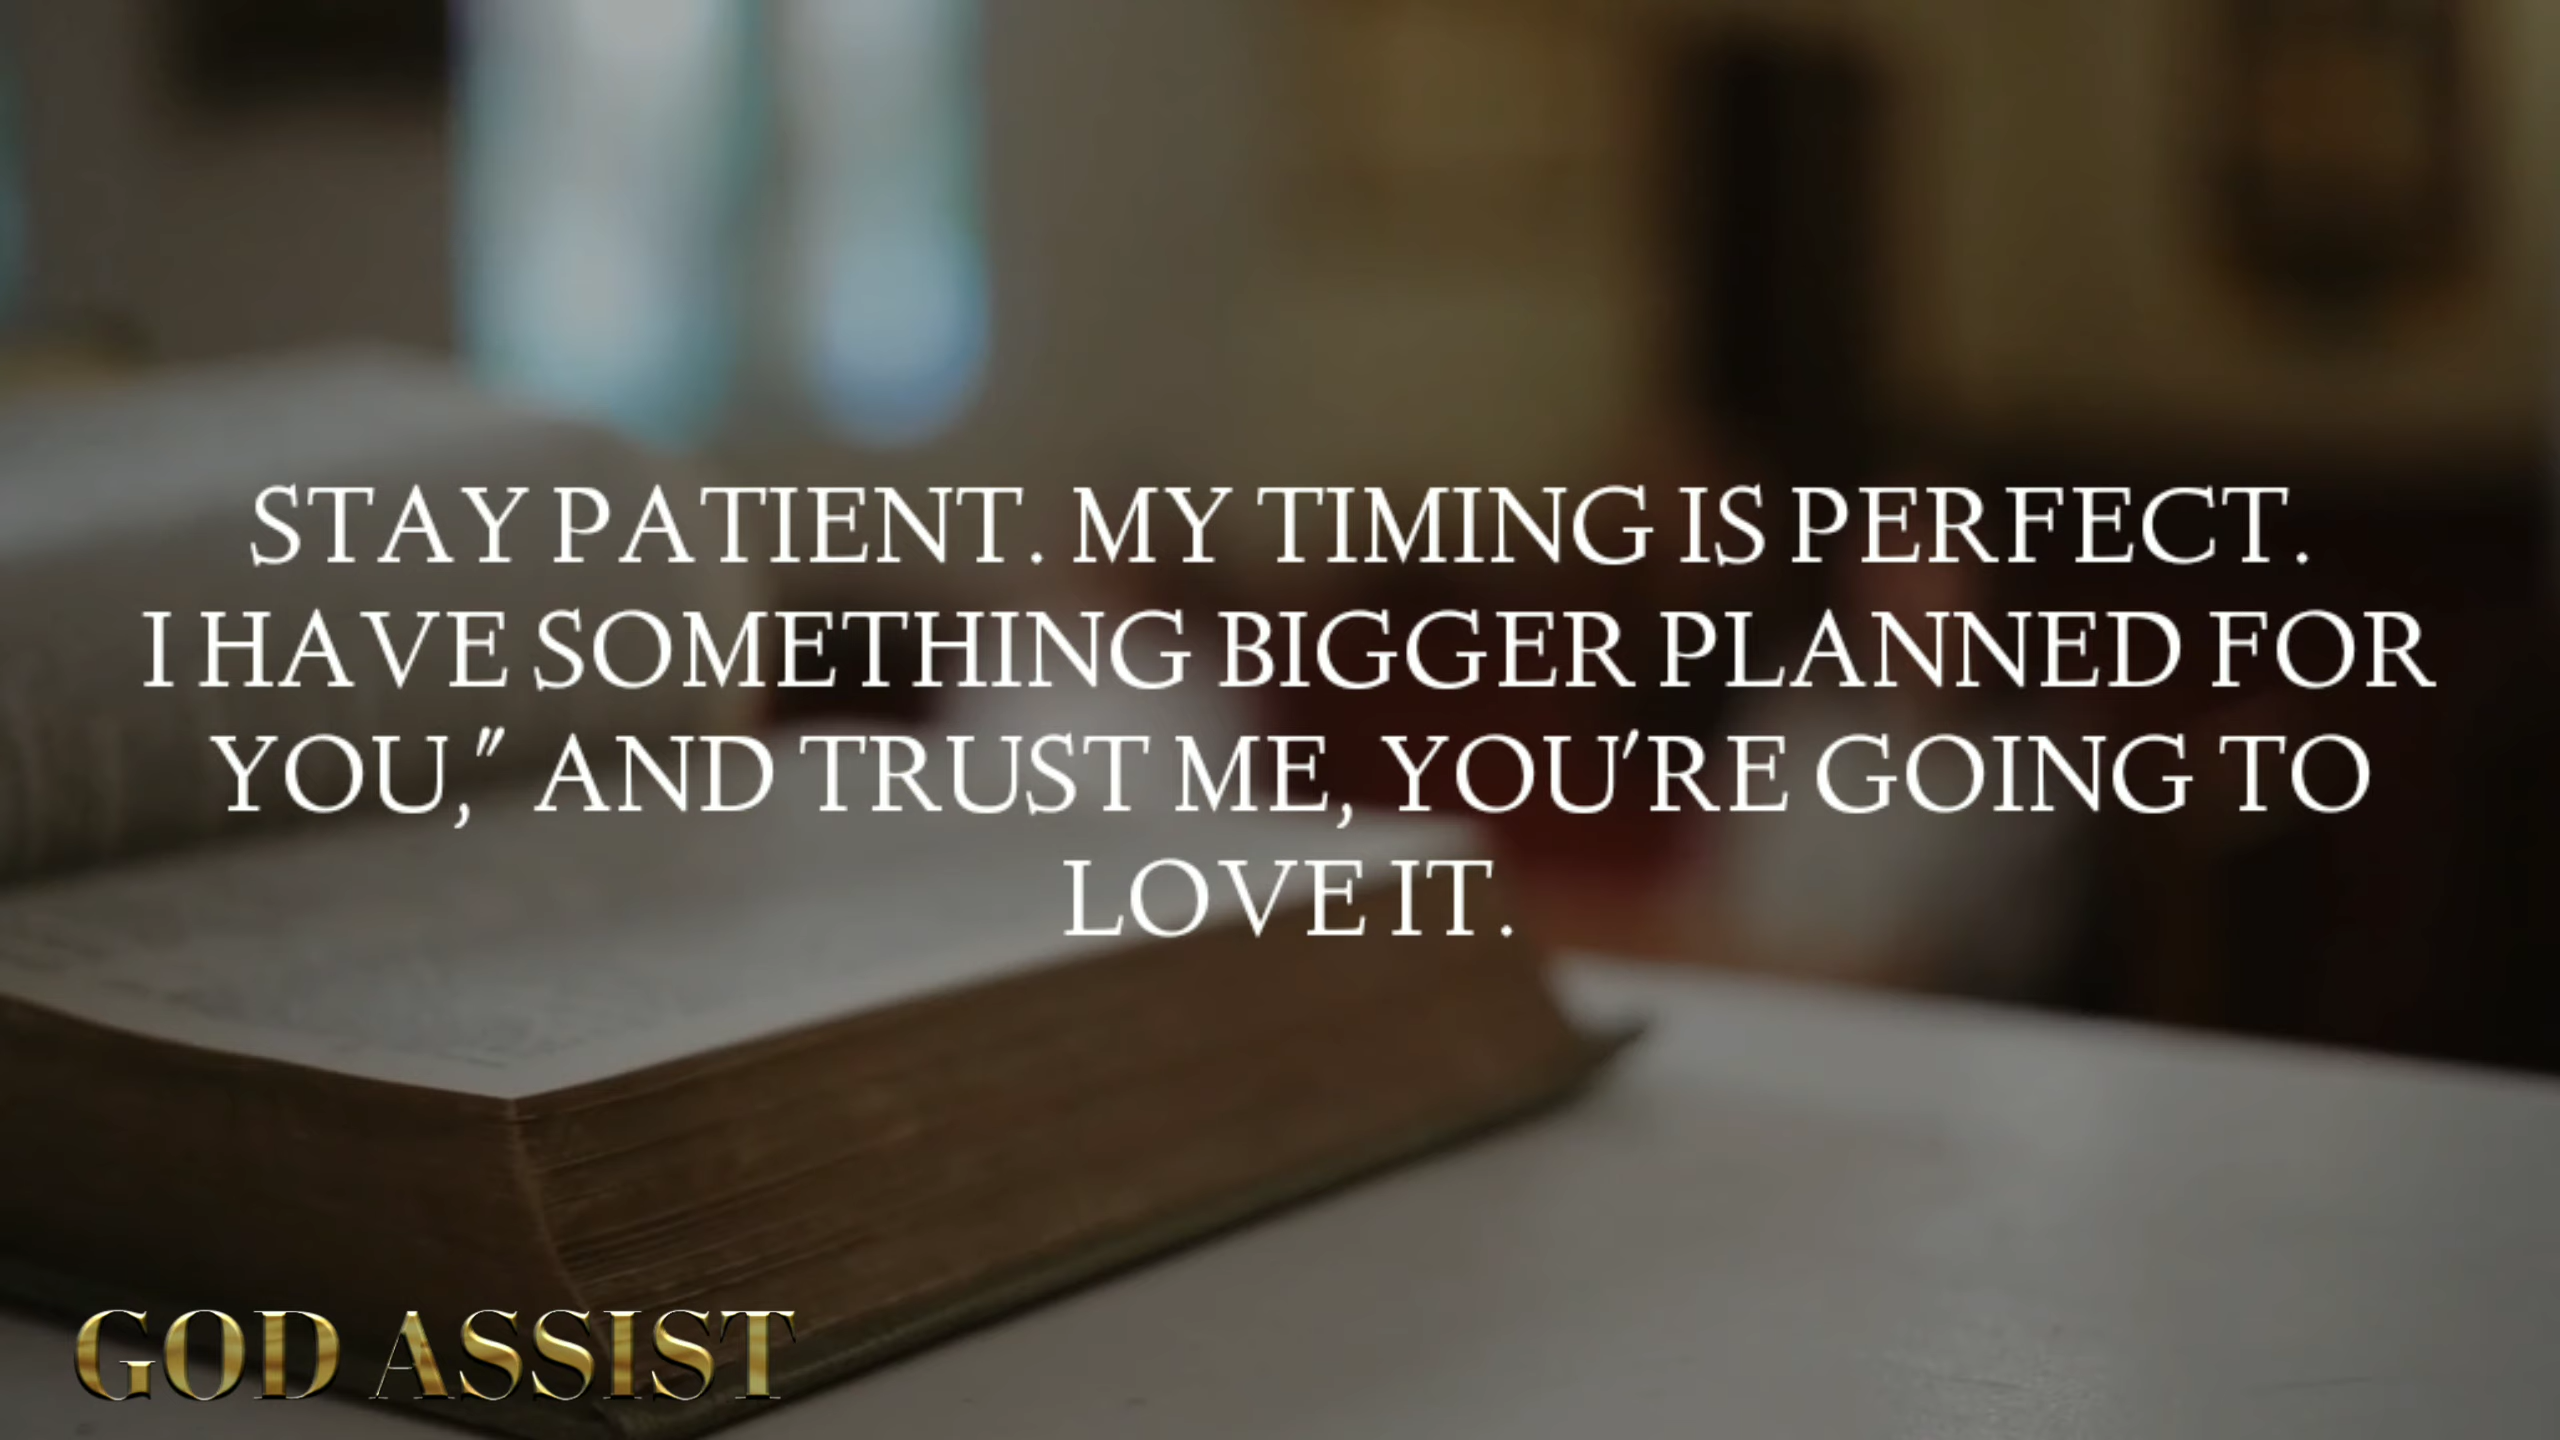 STAY PATIENT. MY TIMING IS PERFECT.
I HAVE SOMETHING BIGGER PLANNED FOR
YOU," AND TRUST ME, YOU'RE GOING TO
LOVE IT.
GOD ASSIST